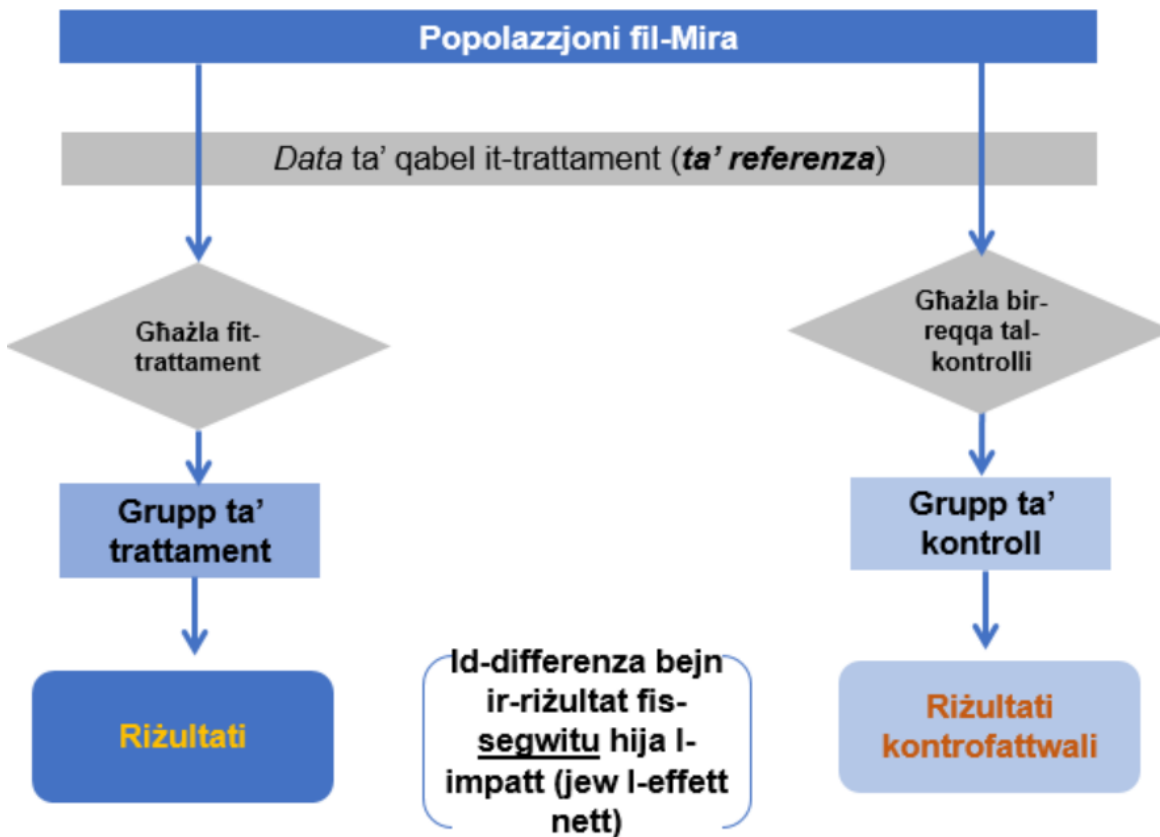 Popolazzjoni fil-Mira
Data ta’ qabel it-trattament (ta’ referenza)
Għażla fit-
trattament
Għażla bir-
reqqa tal-
kontrolli
Grupp ta’
trattament
Grupp ta’
kontroll
Riżultati
Id-differenza bejn
ir-riżultat fis-
segwitu hija l-
impatt (jew l-effett
nett)
Riżultati
kontrofattwali